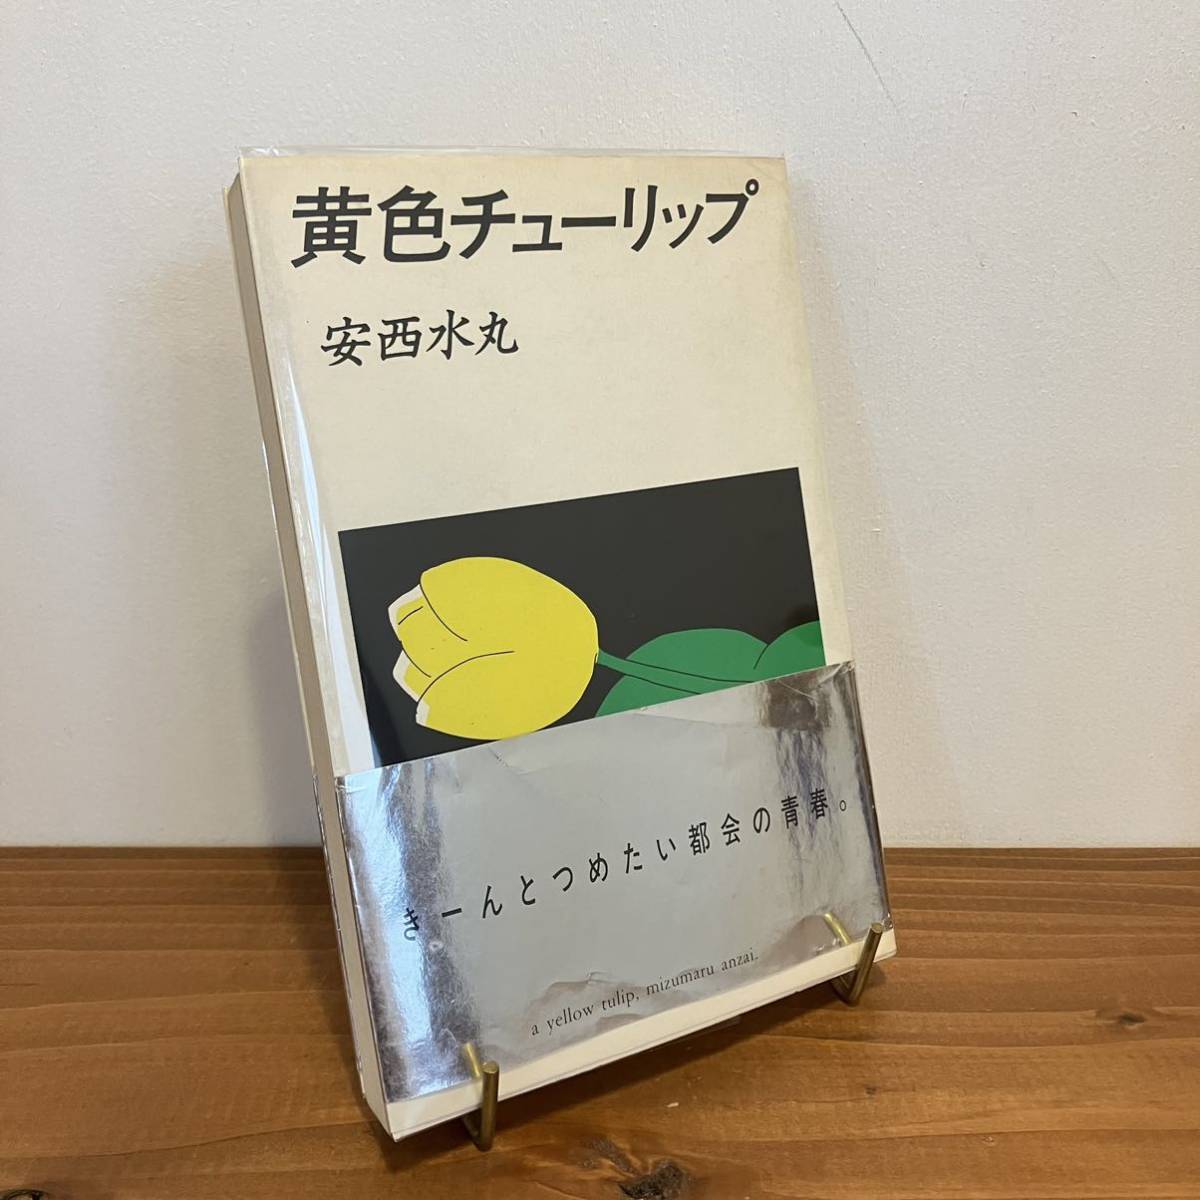 黄色チューリップ
安西水丸
きーんとつめたい都会の青春。
a yellow tulip, mizumaru anzai.